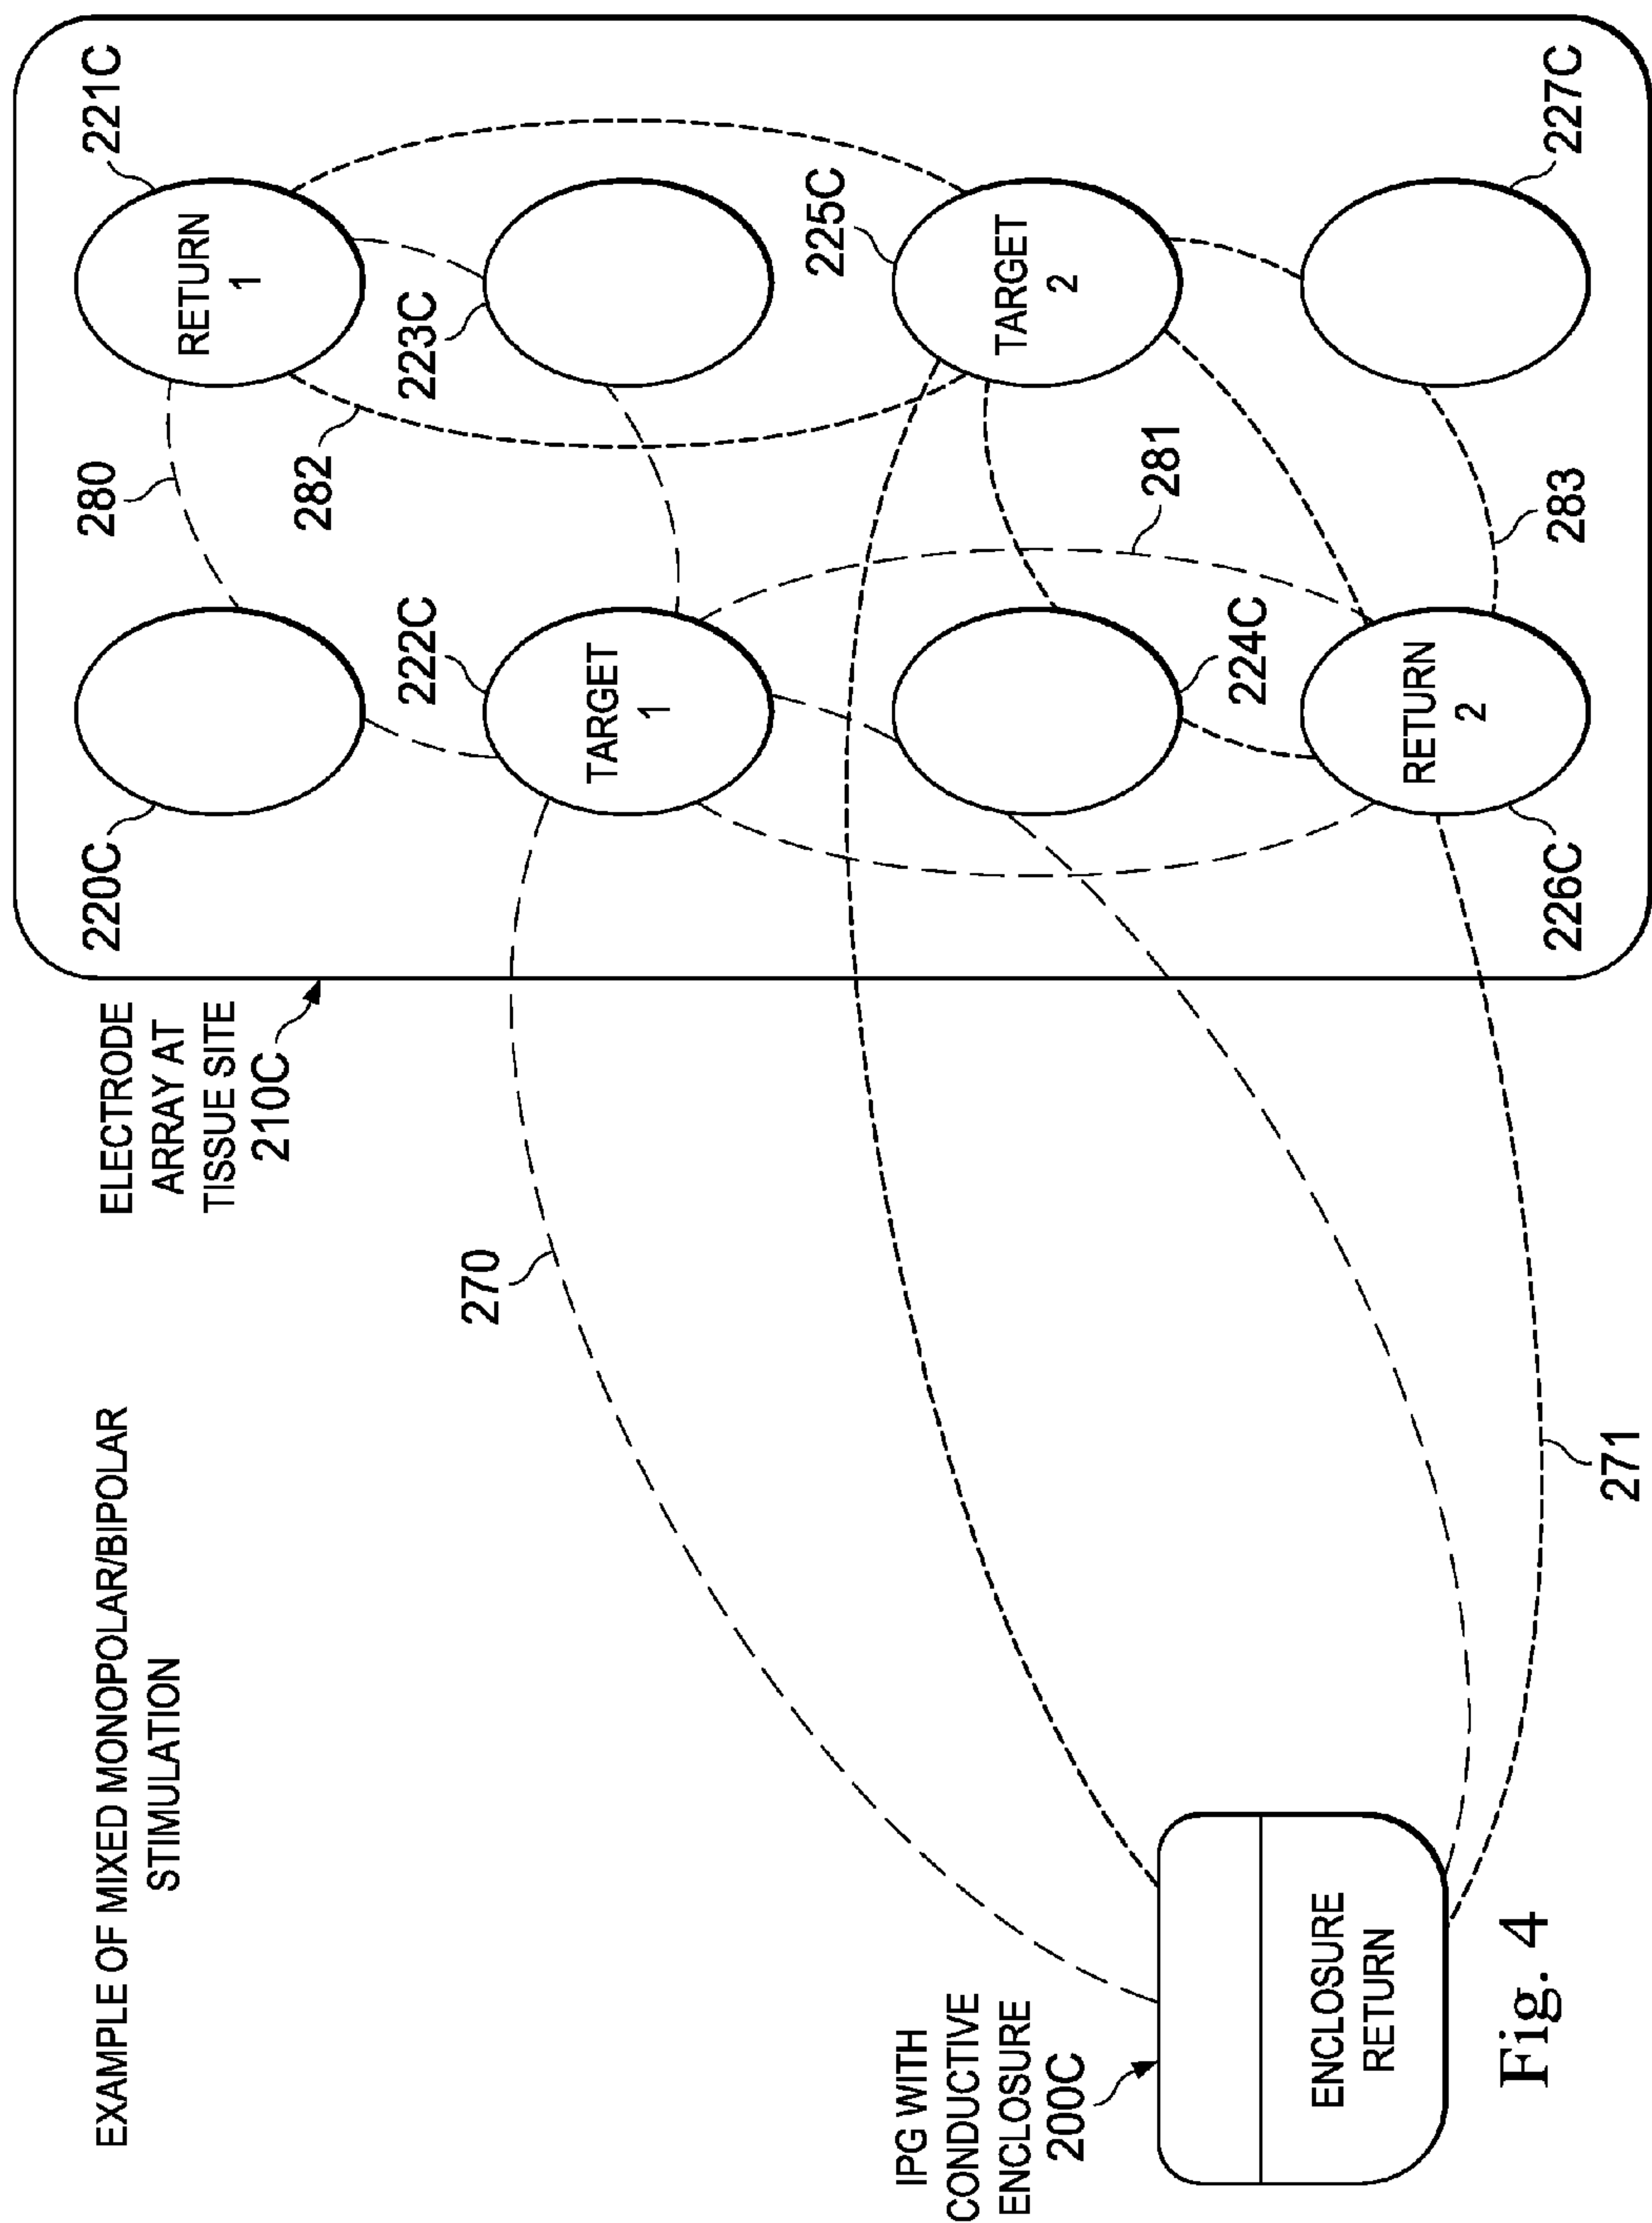 EXAMPLE OF MIXED MONOPOLAR/BIPOLAR
STIMULATION
ELECTRODE
ARRAY AT
TISSUE SITE
210C
220C
280
221C
282
RETURN
1
223C
222C
TARGET
1
270
225C
TARGET
2
281
224C
IPG WITH
CONDUCTIVE
ENCLOSURE
200C
ENCLOSURE
RETURN
RETURN
2
226C
283
227C
271
Fig. 4